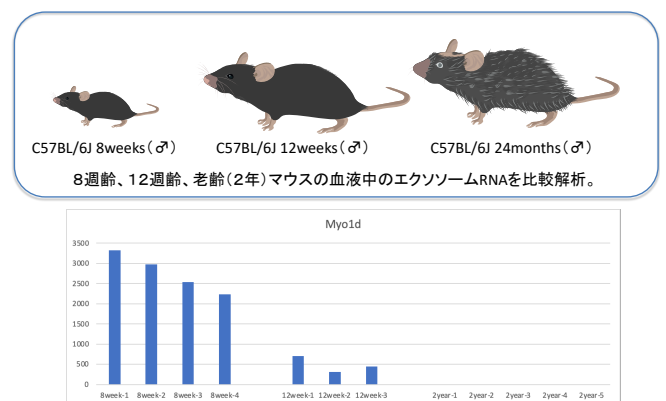 C57BL/6J 8weeks(♂) C57BL/6J 12weeks(♂) C57BL/6J 24months(♂)
8週齢、12週齢、老齢(2年)マウスの血液中のエクソソームRNAを比較解析。
Myo1d
3500
3000
2500
2000
1500
1000
500
0
8week-1 8week-2 8week-3 8week-4 12week-1 12week-2 12week-3 2year-1 2year-2 2year-3 2year-4 2year-5